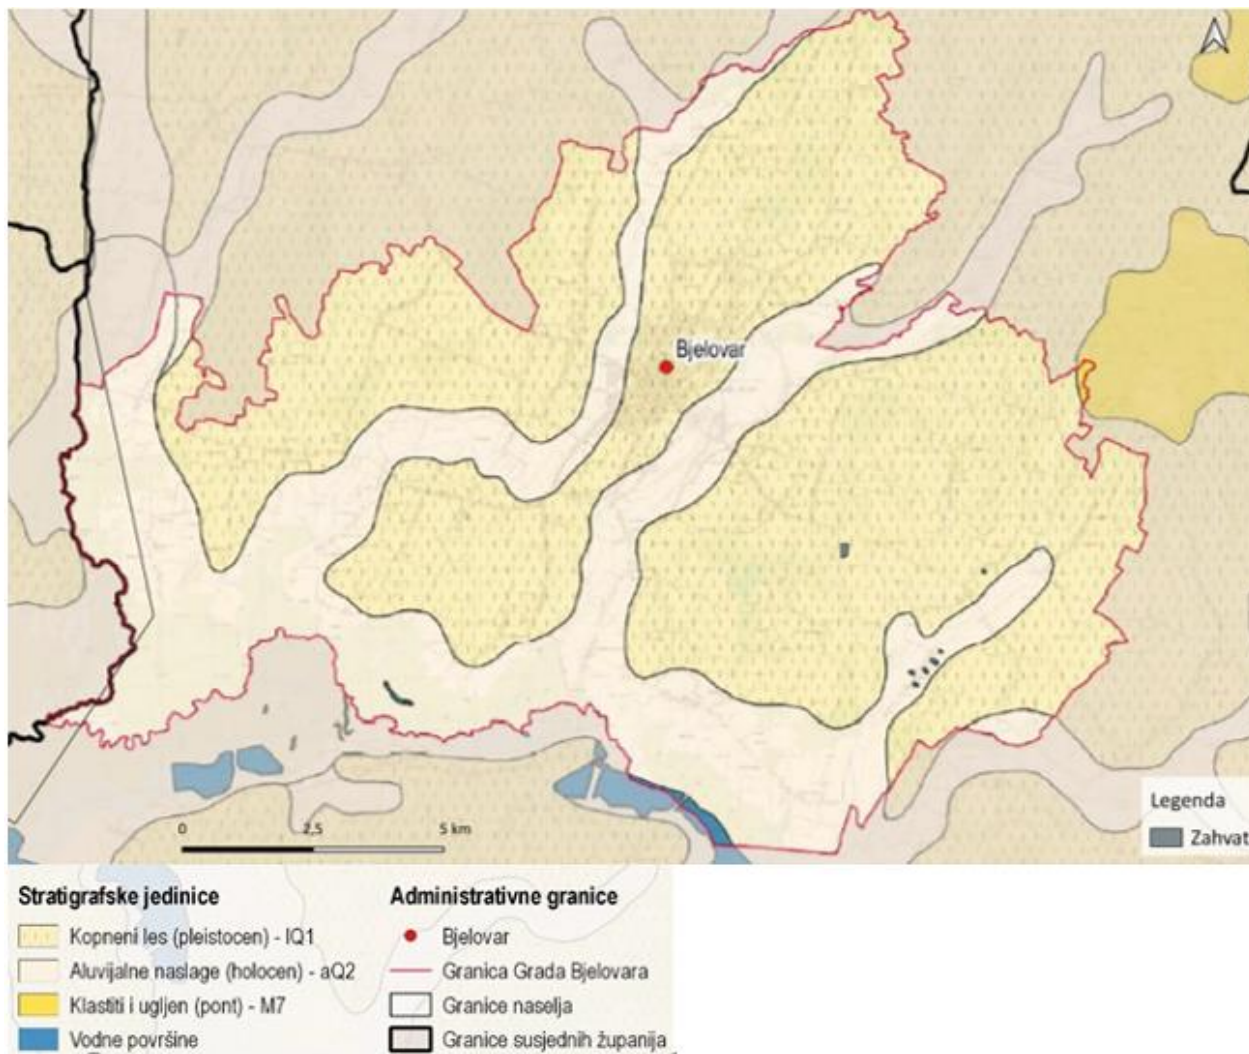 Bjelovar
0 2,5 5 km
Legenda
Zahvat
Stratigrafske jedinice
Kopneni les (pleistocen) - lQ1
Aluvijalne naslage (holocen) - aQ2
Klastiti i ugljen (pont) - M7
Vodne površine
Administrativne granice
Bjelovar
Granica Grada Bjelovara
Granice naselja
Granice susjednih županija